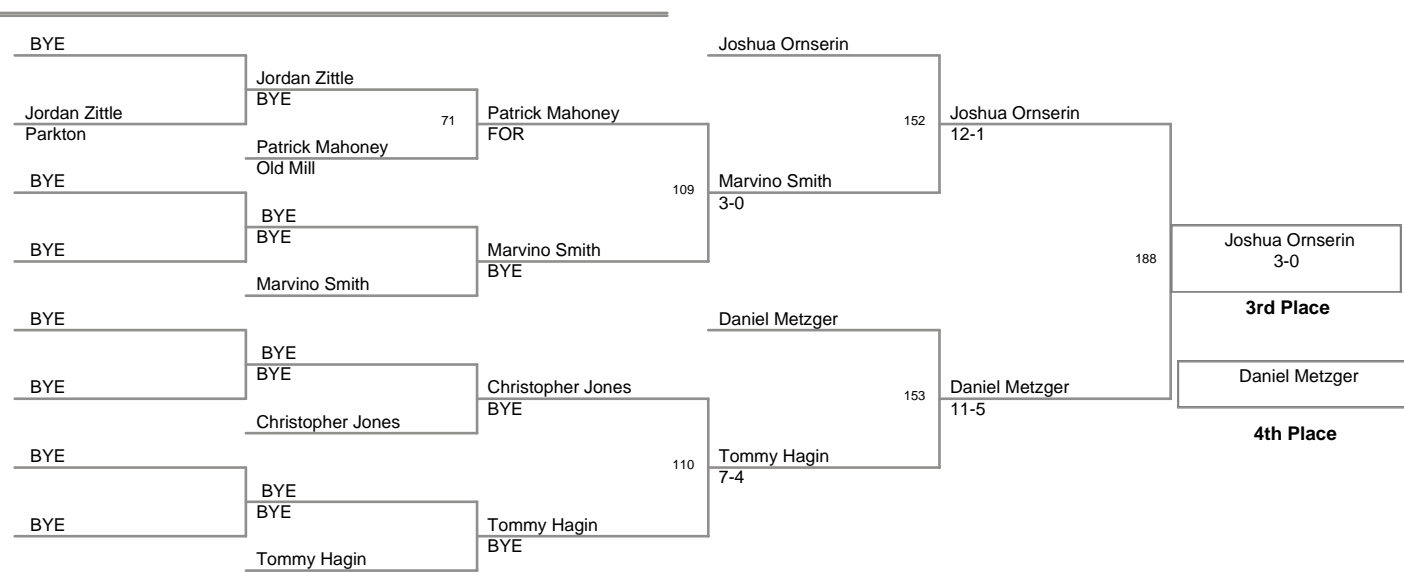 BYE
Joshua Ornserin
Jordan Zittle
BYE
Jordan Zittle
Parkton
71
Patrick Mahoney
FOR
152
Joshua Ornserin
12-1
Patrick Mahoney
Old Mill
BYE
109
Marvino Smith
3-0
BYE
BYE
BYE
Marvino Smith
BYE
188
Joshua Ornserin
3-0
Marvino Smith
3rd Place
BYE
Daniel Metzger
BYE
BYE
BYE
Christopher Jones
BYE
153
Daniel Metzger
11-5
Daniel Metzger
Christopher Jones
4th Place
BYE
110
Tommy Hagin
7-4
BYE
BYE
BYE
Tommy Hagin
BYE
Tommy Hagin